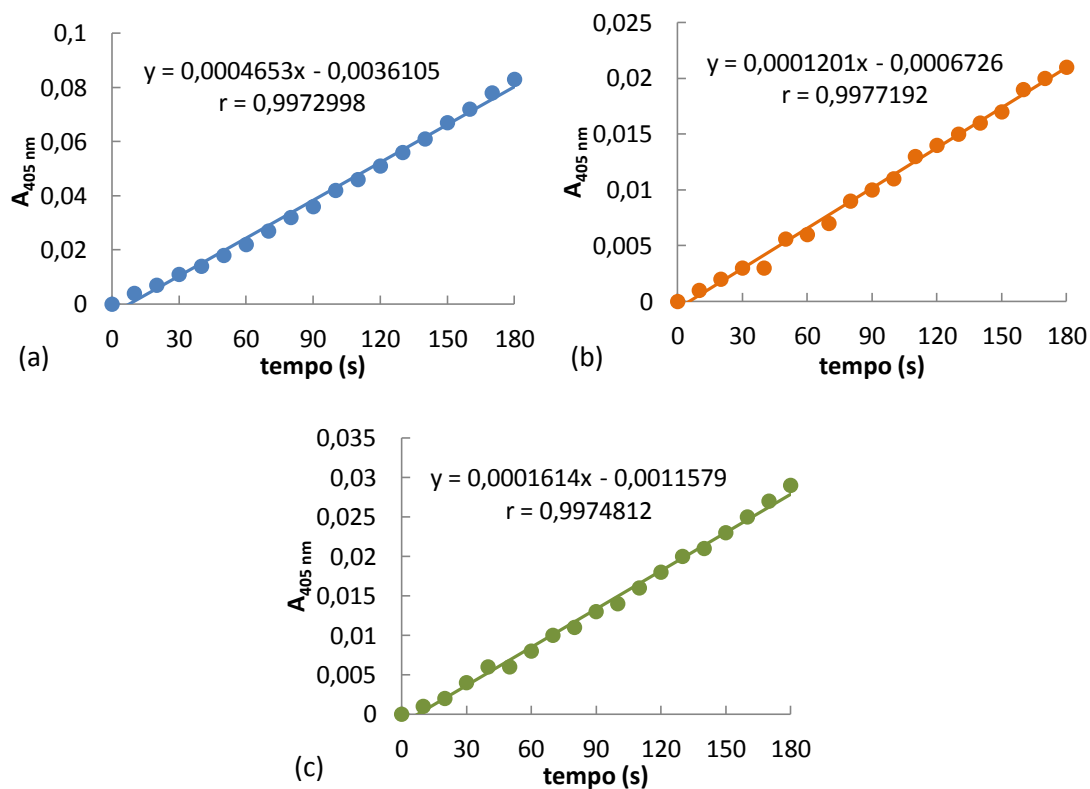 0,1
y = 0,0004653x - 0,0036105
r = 0,9972998
0,08
0,06
0,04
0,02
0
A405 nm
0 30 60 90 120 150 180
tempo (s)
(a)
0,025
y = 0,0001201x - 0,0006726
r = 0,9977192
0,02
0,015
0,01
0,005
0
A405 nm
0 30 60 90 120 150 180
tempo (s)
(b)
0,035
y = 0,0001614x - 0,0011579
r = 0,9974812
0,03
0,025
0,02
0,015
0,01
0,005
0
A405 nm
0 30 60 90 120 150 180
tempo (s)
(c)